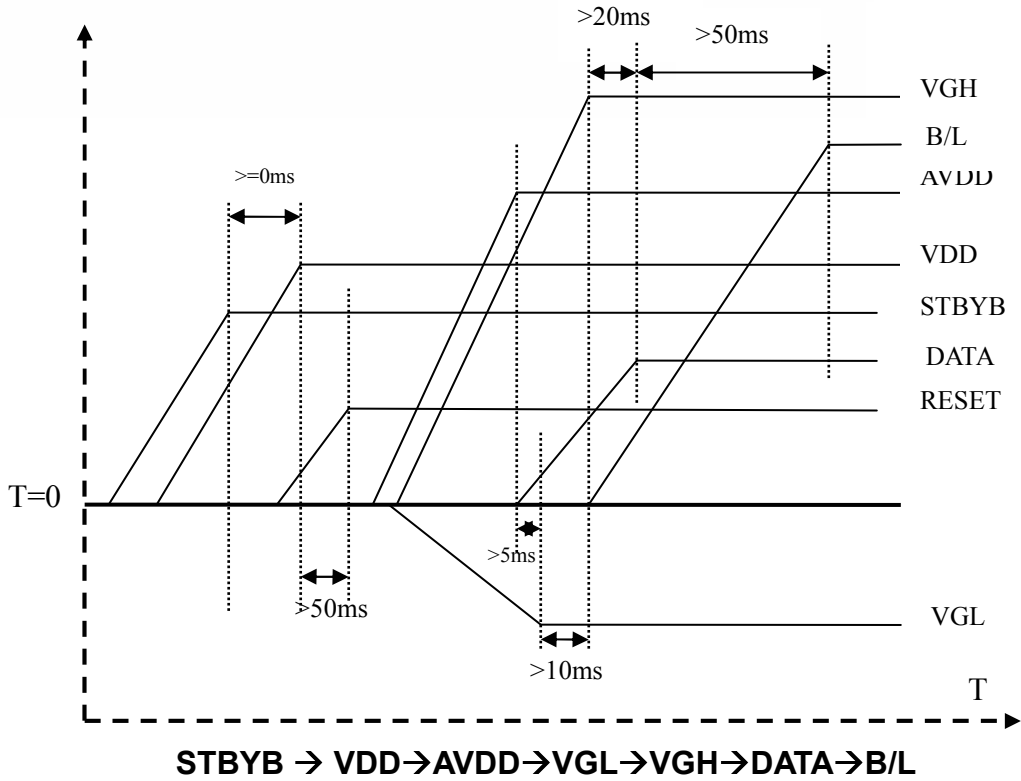 >20ms
>50ms
VGH
B/L
AVDD
>=0ms
VDD
STBYB
DATA
RESET
T=0
>5ms
>50ms
VGL
>10ms
T
STBYB → VDD→AVDD→VGL→VGH→DATA→B/L